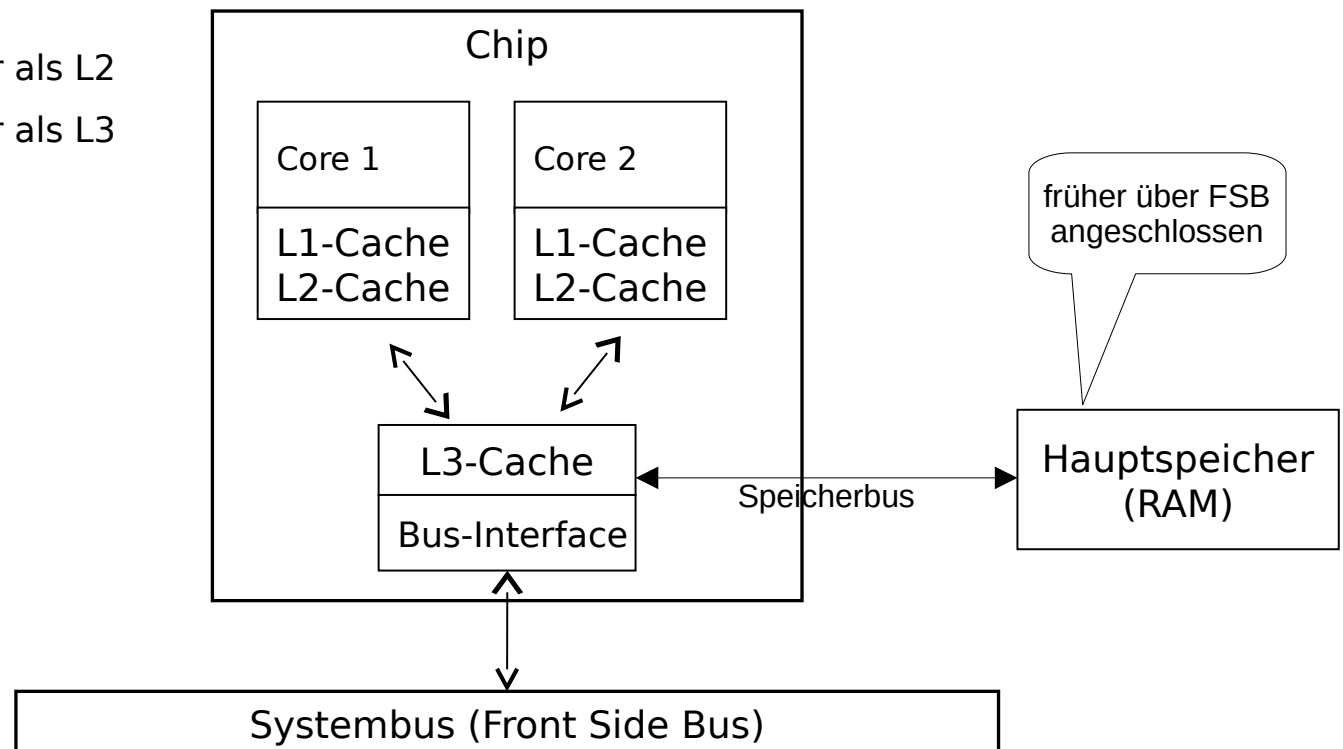 als L2
als L3
Chip
Core 1
L1-Cache
L2-Cache
Core 2
L1-Cache
L2-Cache
L3-Cache
Bus-Interface
Speicherbus
früher über FSB
angeschlossen
Hauptspeicher
(RAM)
Systembus (Front Side Bus)